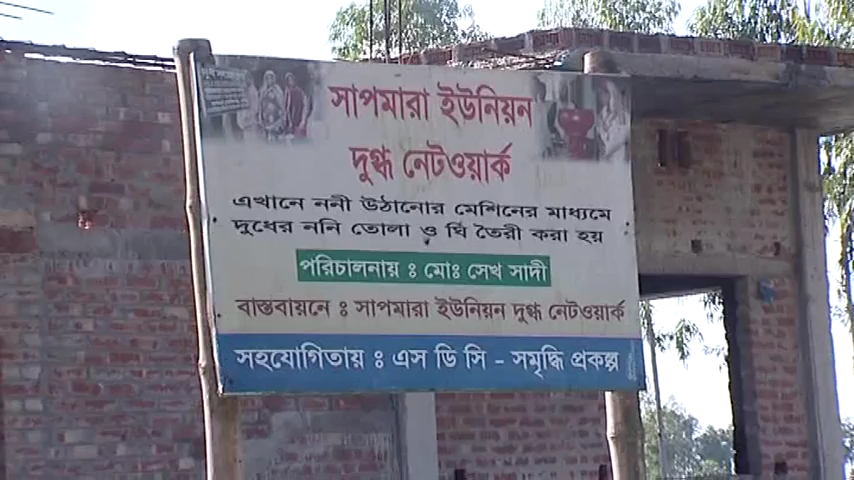 সাপমারা ইউনিয়ন
দুগ্ধ নেটওয়ার্ক
এখানে ননী উঠানোর মেশিনের মাধ্যমে
দুধের ননি তোলা ও ঘি তৈরী করা হয়
পরিচালনায় ঃ মোঃ সেখ সাদী
বাস্তবায়নে ঃ সাপমারা ইউনিয়ন দুগ্ধ নেটওয়ার্ক
সহযোগিতায় ঃ এস ডি সি - সমৃদ্ধি প্রকল্প